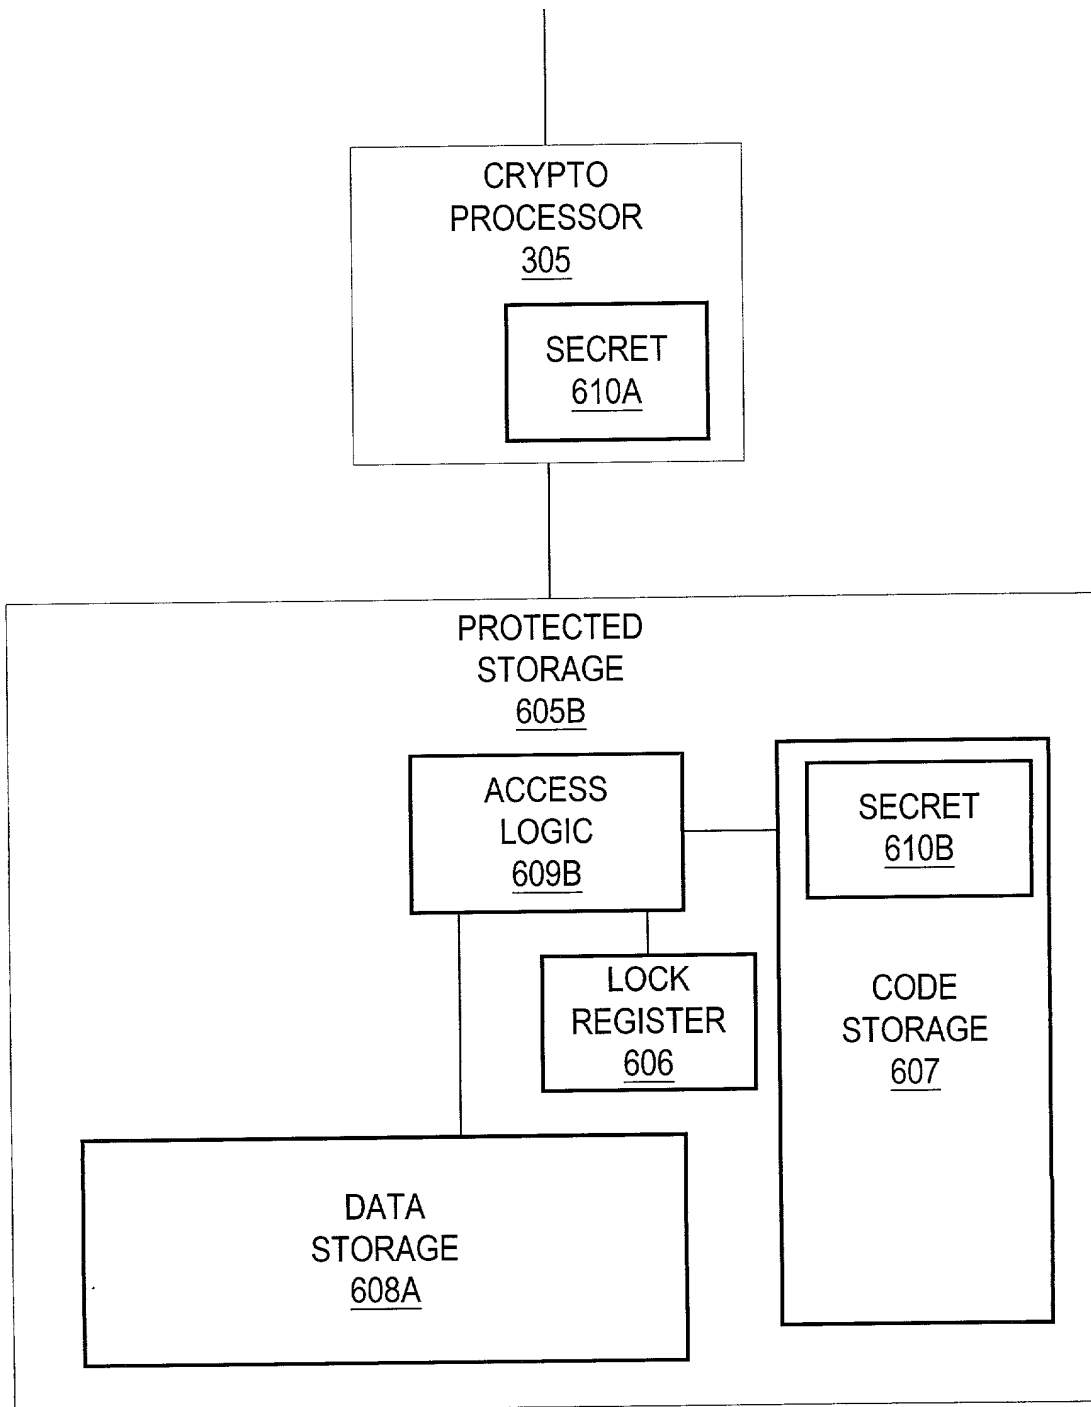 CRYPTO
PROCESSOR
305
SECRET
610A
PROTECTED
STORAGE
605B
ACCESS
LOGIC
609B
SECRET
610B
LOCK
REGISTER
606
CODE
STORAGE
607
DATA
STORAGE
608A